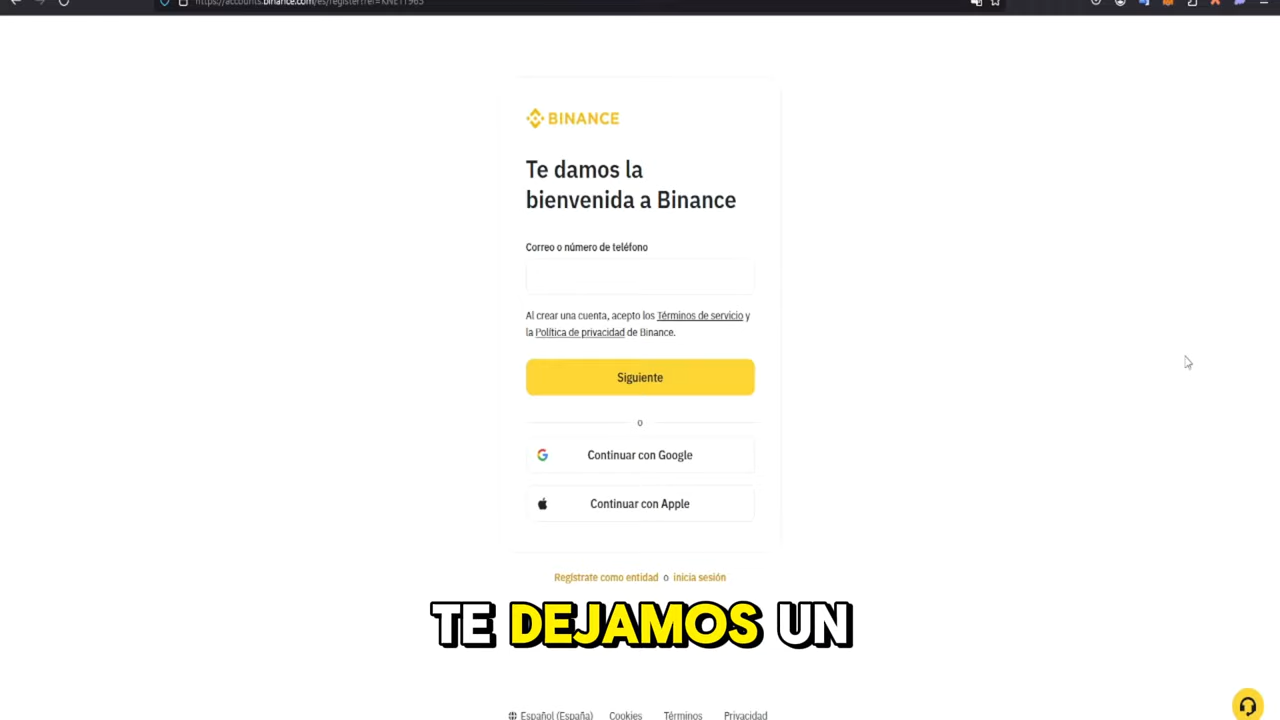 BINANCE
Te damos la
bienvenida a Binance
Correo o número de teléfono
Al crear una cuenta, acepto los Términos de servicio y
la Política de privacidad de Binance.
Siguiente
o
Continuar con Google
Continuar con Apple
Regístrate como entidad o inicia sesión
TE DEJAMOS UN
Español (España) Cookies Términos Privacidad